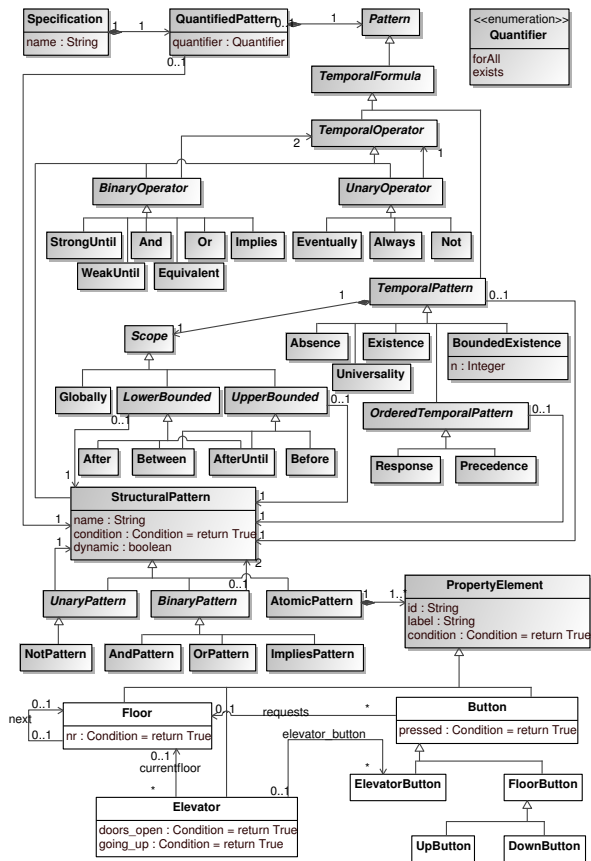 Specification
name : String
1
1
QuantifiedPattern
quantifier : Quantifier
0..1
0..1
1
Pattern
<<enumeration>>
Quantifier
forAll
exists
TemporalFormula
TemporalOperator
2
1
BinaryOperator
UnaryOperator
StrongUntil
And
Or
Implies
WeakUntil
Equivalent
Eventually
Always
Not
TemporalPattern
0..1
1
1
Scope
Absence
Existence
BoundedExistence
n : Integer
Universality
Globally
LowerBounded
UpperBounded
0..1
0..1
OrderedTemporalPattern
0..1
After
Between
AfterUntil
Before
Response
Precedence
1
StructuralPattern
name : String
condition : Condition = return True
dynamic : boolean
1
1
1
1
1
2
0..1
UnaryPattern
BinaryPattern
AtomicPattern
1
1..*
PropertyElement
id : String
label : String
condition : Condition = return True
NotPattern
AndPattern
OrPattern
ImpliesPattern
0..1
next
0..1
Floor
nr : Condition = return True
0..1
requests
*
Button
pressed : Condition = return True
0..1
currentfloor
*
elevator_button
0..1
*
Elevator
doors_open : Condition = return True
going_up : Condition = return True
ElevatorButton
FloorButton
UpButton
DownButton